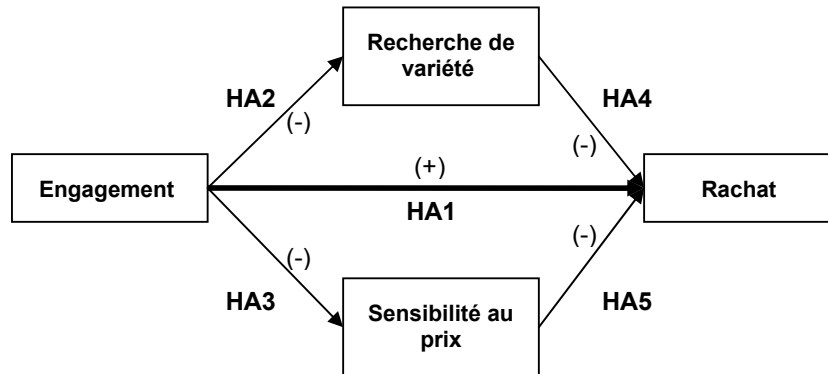 Recherche de
variété
HA2
HA4
(-)
(-)
(+)
Engagement
Rachat
HA1
(-)
(-)
HA3
HA5
Sensibilité au
prix